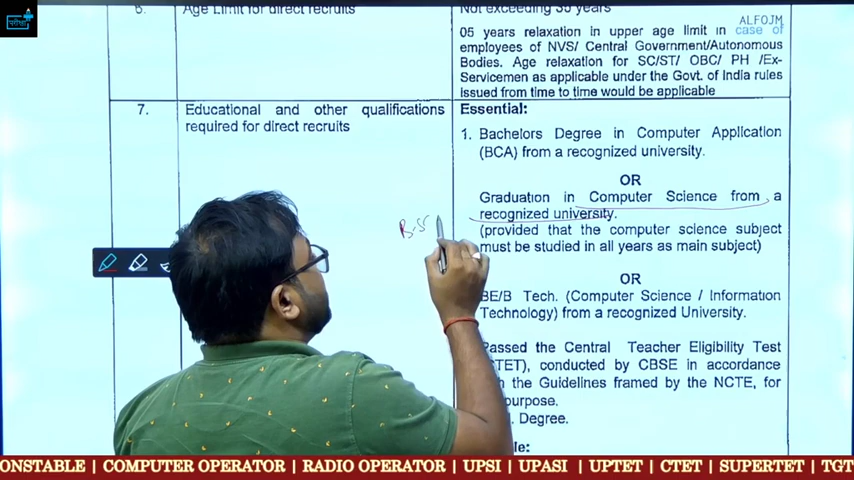 परीक्षा
ALFOJM
6. Age Limit for direct recruits
Not exceeding 35 years
05 years relaxation in upper age limit in case of
employees of NVS/ Central Government/Autonomous
Bodies. Age relaxation for SC/ST/ OBC/ PH /Ex-
Servicemen as applicable under the Govt. of India rules
issued from time to time would be applicable
7. Educational and other qualifications
required for direct recruits
Essential:
1. Bachelors Degree in Computer Application
(BCA) from a recognized university.
OR
Graduation in Computer Science from a
recognized university.
(provided that the computer science subject
must be studied in all years as main subject)
B.S
OR
BE/B Tech. (Computer Science / Information
Technology) from a recognized University.
Passed the Central Teacher Eligibility Test
TET), conducted by CBSE in accordance
the Guidelines framed by the NCTE, for
purpose.
Degree.
le:
ONSTABLE | COMPUTER OPERATOR | RADIO OPERATOR | UPSI | UPASI | UPTET | CTET | SUPERTET | TGT